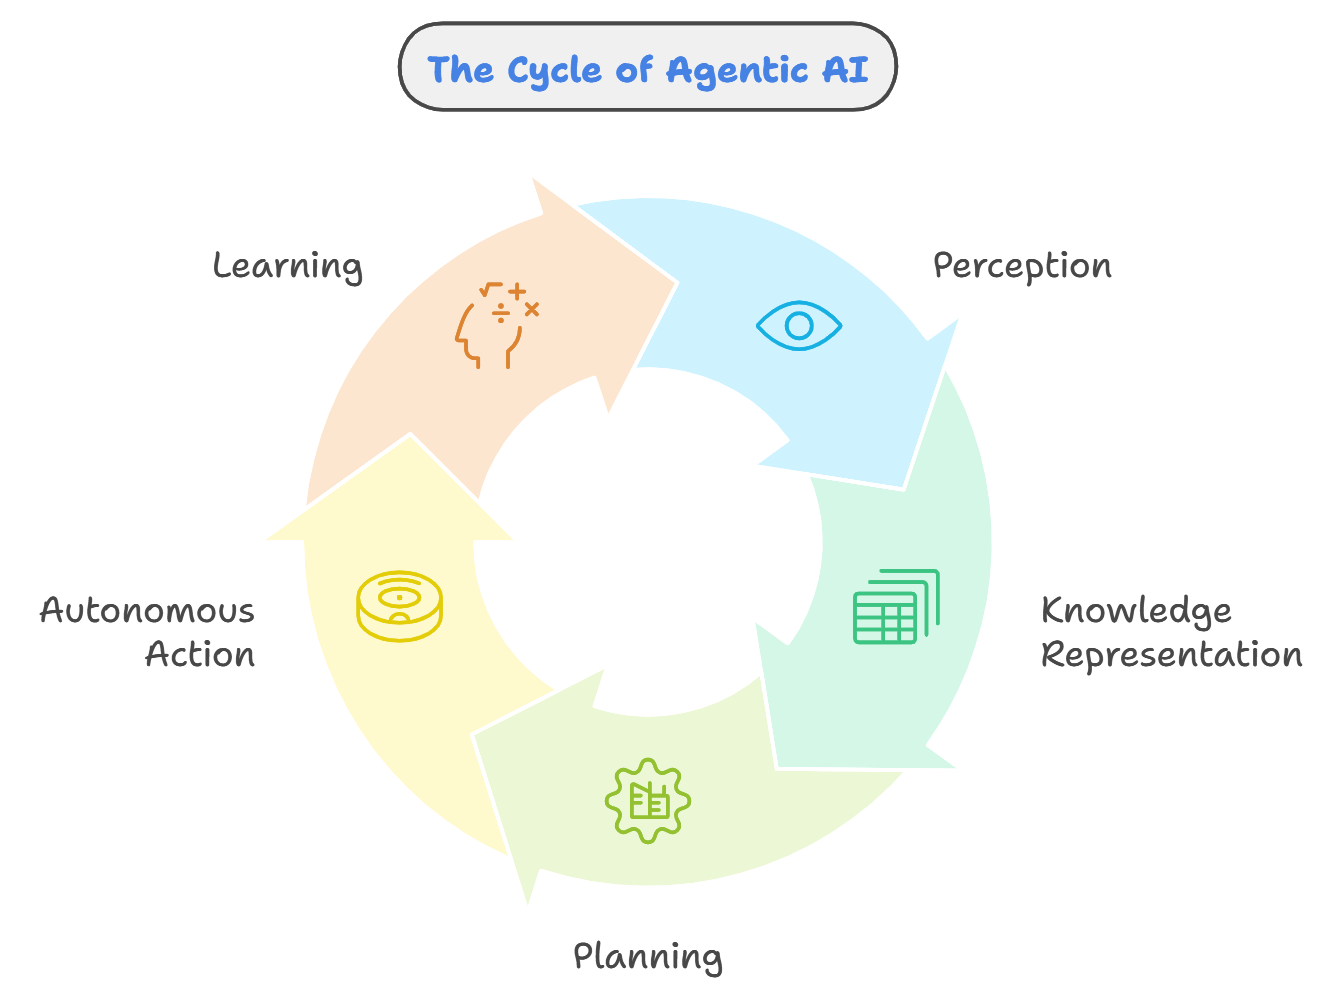 The Cycle of Agentic AI
Learning
Perception
Autonomous
Action
Knowledge
Representation
Planning